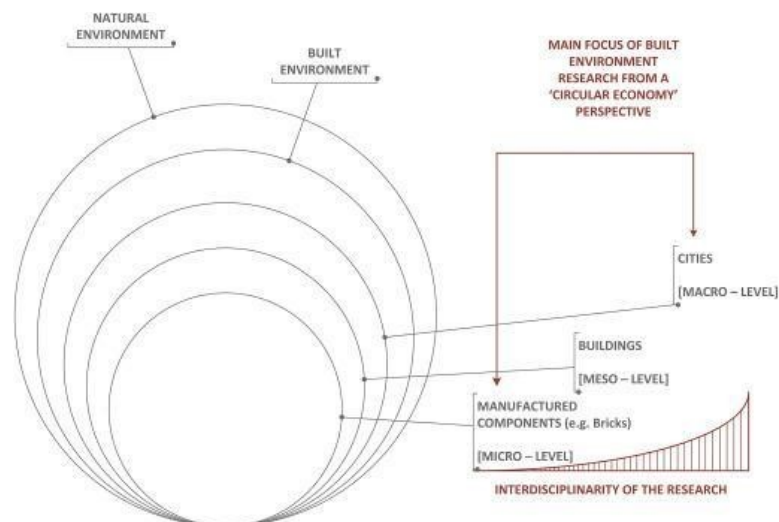 NATURAL
ENVIRONMENT
BUILT
ENVIRONMENT
MAIN FOCUS OF BUILT
ENVIRONMENT
RESEARCH FROM A
‘CIRCULAR ECONOMY’
PERSPECTIVE
CITIES
[MACRO – LEVEL]
BUILDINGS
[MESO – LEVEL]
MANUFACTURED
COMPONENTS (e.g. Bricks)
[MICRO – LEVEL]
INTERDISCIPLINARITY OF THE RESEARCH